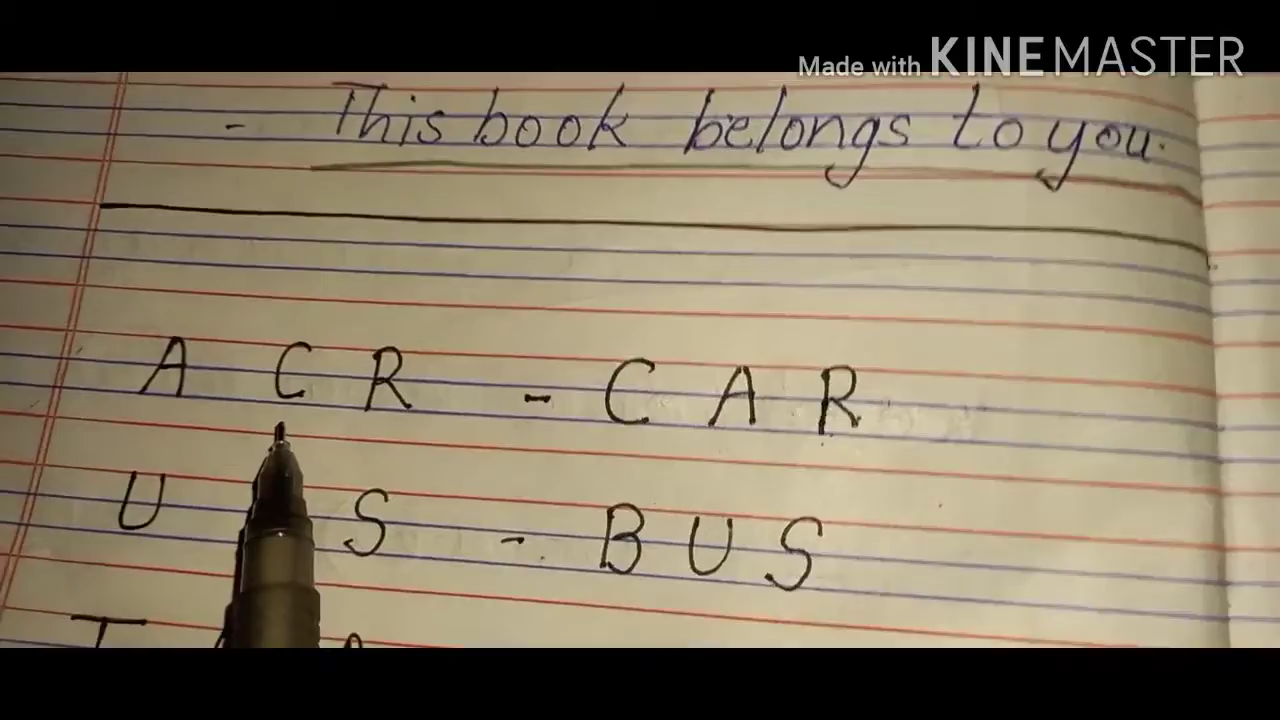 Made with KINEMASTER
- This book belongs to you.
A C R - C A R
U S - B U S